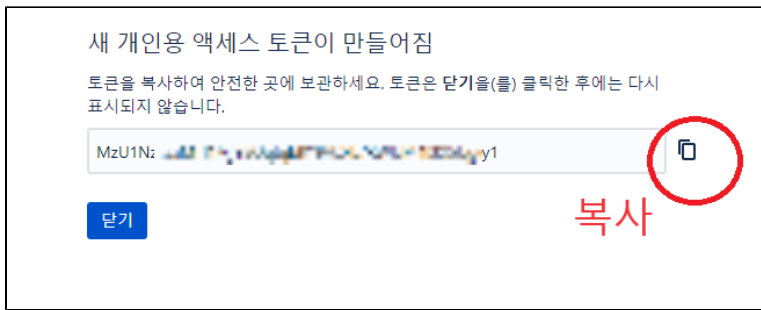 새 개인용 액세스 토큰이 만들어짐
토큰을 복사하여 안전한 곳에 보관하세요. 토큰은 닫기을(를) 클릭한 후에는 다시
표시되지 않습니다.
MzU1Nz y1
닫기
복사